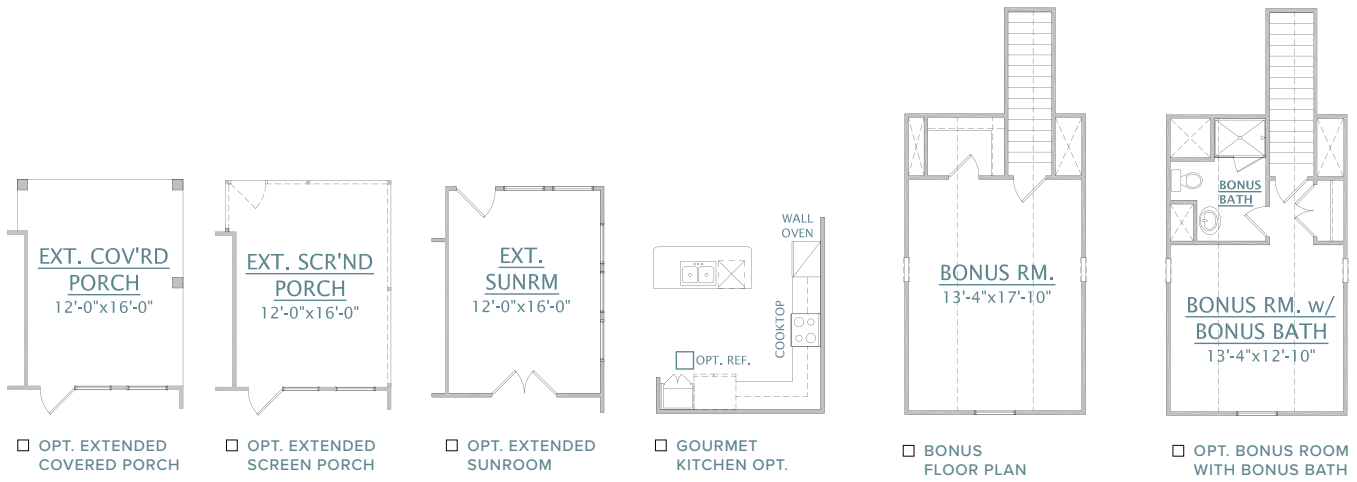 EXT. COV'RD
PORCH
12'-0"x16'-0"
OPT. EXTENDED
COVERED PORCH
EXT. SCR'ND
PORCH
12'-0"x16'-0"
OPT. EXTENDED
SCREEN PORCH
EXT.
SUNRM
12'-0"x16'-0"
OPT. EXTENDED
SUNROOM
WALL
OVEN
COOKTOP
OPT. REF.
GOURMET
KITCHEN OPT.
BONUS RM.
13'-4"x17'-10"
BONUS
FLOOR PLAN
BONUS
BATH
BONUS RM. w/
BONUS BATH
13'-4"x12'-10"
OPT. BONUS ROOM
WITH BONUS BATH